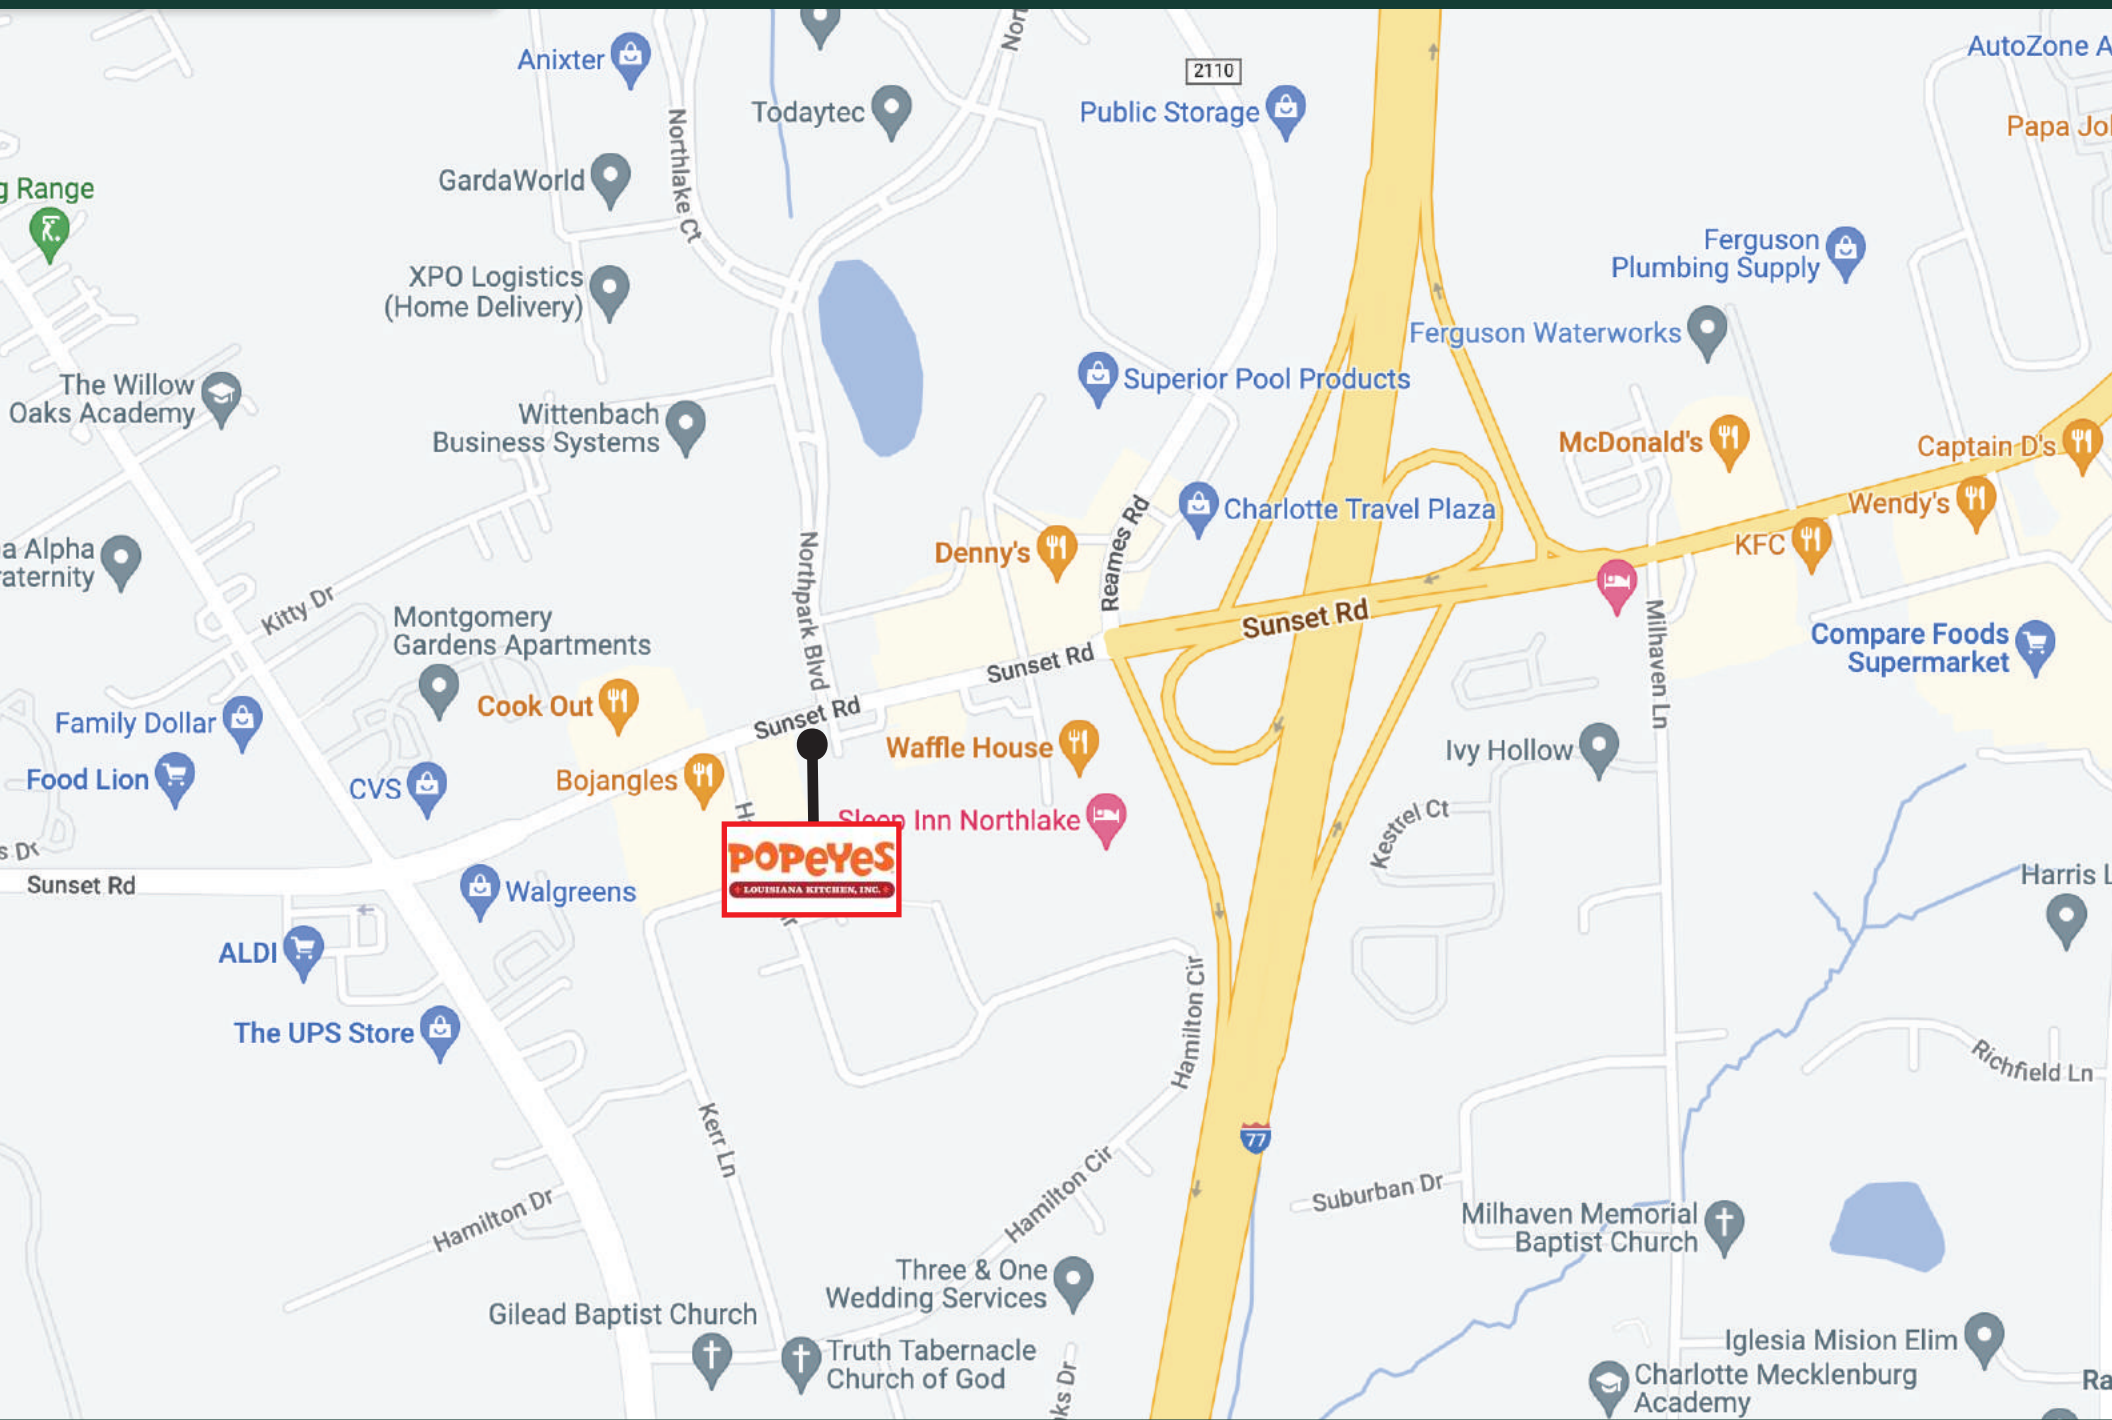 Anixter
Nor
2110
AutoZone A
Todaytec
Public Storage
Papa Jo
Northlake Ct
GardaWorld
g Range
Ferguson
Plumbing Supply
XPO Logistics
(Home Delivery)
Ferguson Waterworks
Superior Pool Products
The Willow
Oaks Academy
Wittenbach
Business Systems
McDonald's
Captain D's
Wendy's
Charlotte Travel Plaza
Reames Rd
Denny's
KFC
a Alpha
raternity
Northpark Blvd
Kitty Dr
Montgomery
Gardens Apartments
Sunset Rd
Sunset Rd
Milhaven Ln
Compare Foods
Supermarket
Cook Out
Sunset Rd
Family Dollar
Waffle House
Ivy Hollow
Food Lion
CVS
Bojangles
Sleep Inn Northlake
Kestrel Ct
POPEYES
LOUISIANA KITCHEN, INC.
s Dr
Sunset Rd
Walgreens
Harris L
ALDI
The UPS Store
Hamilton Cir
Richfield Ln
Kerr Ln
77
Hamilton Cir
Suburban Dr
Hamilton Dr
Milhaven Memorial
Baptist Church
Three & One
Wedding Services
Gilead Baptist Church
Truth Tabernacle
Church of God
Iglesia Mision Elim
Charlotte Mecklenburg
Academy
Ra
ks Dr